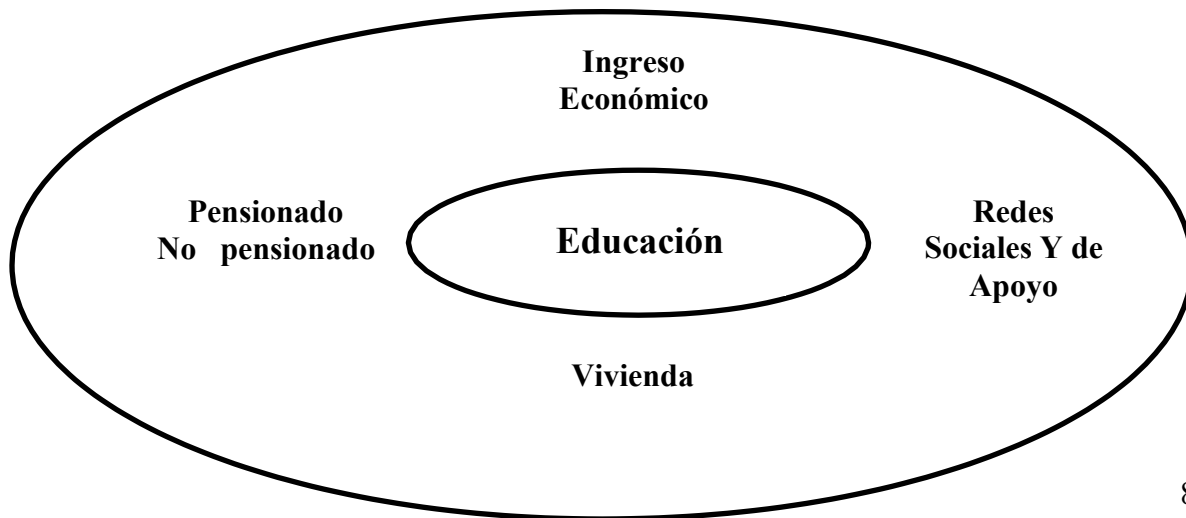 Ingreso
Económico
Pensionado
No pensionado
Educación
Redes
Sociales Y de
Apoyo
Vivienda